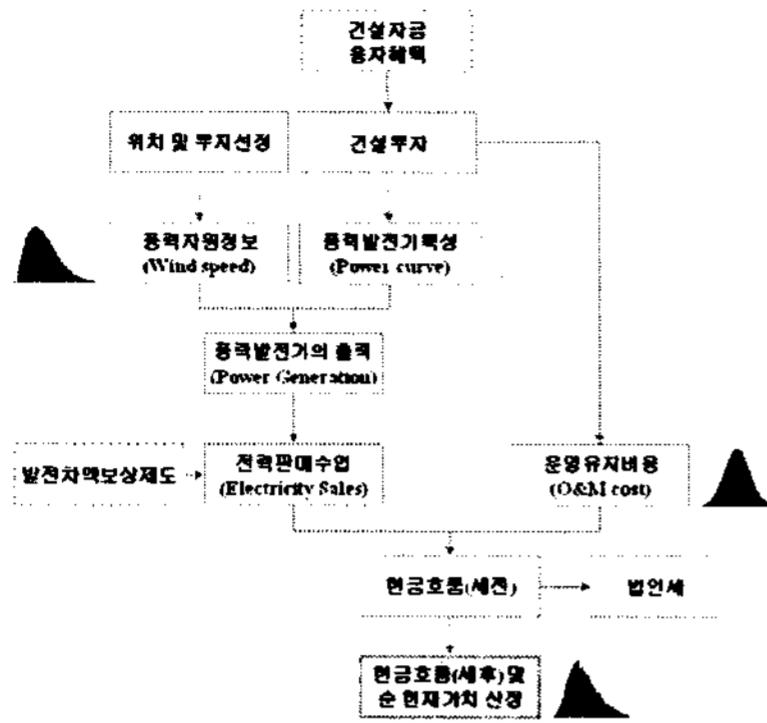 건설자금
융자혜택
위치 및 부지선정
건설투자
풍력자원정보
(Wind speed)
풍력발전기특성
(Power curve)
풍력발전기의 출력
(Power Generation)
발전차액보상제도
전력판매수입
(Electricity Sales)
운영유지비용
(O&M cost)
현금흐름(세전)
법인세
현금흐름(세후) 및
순 현재가치 산정